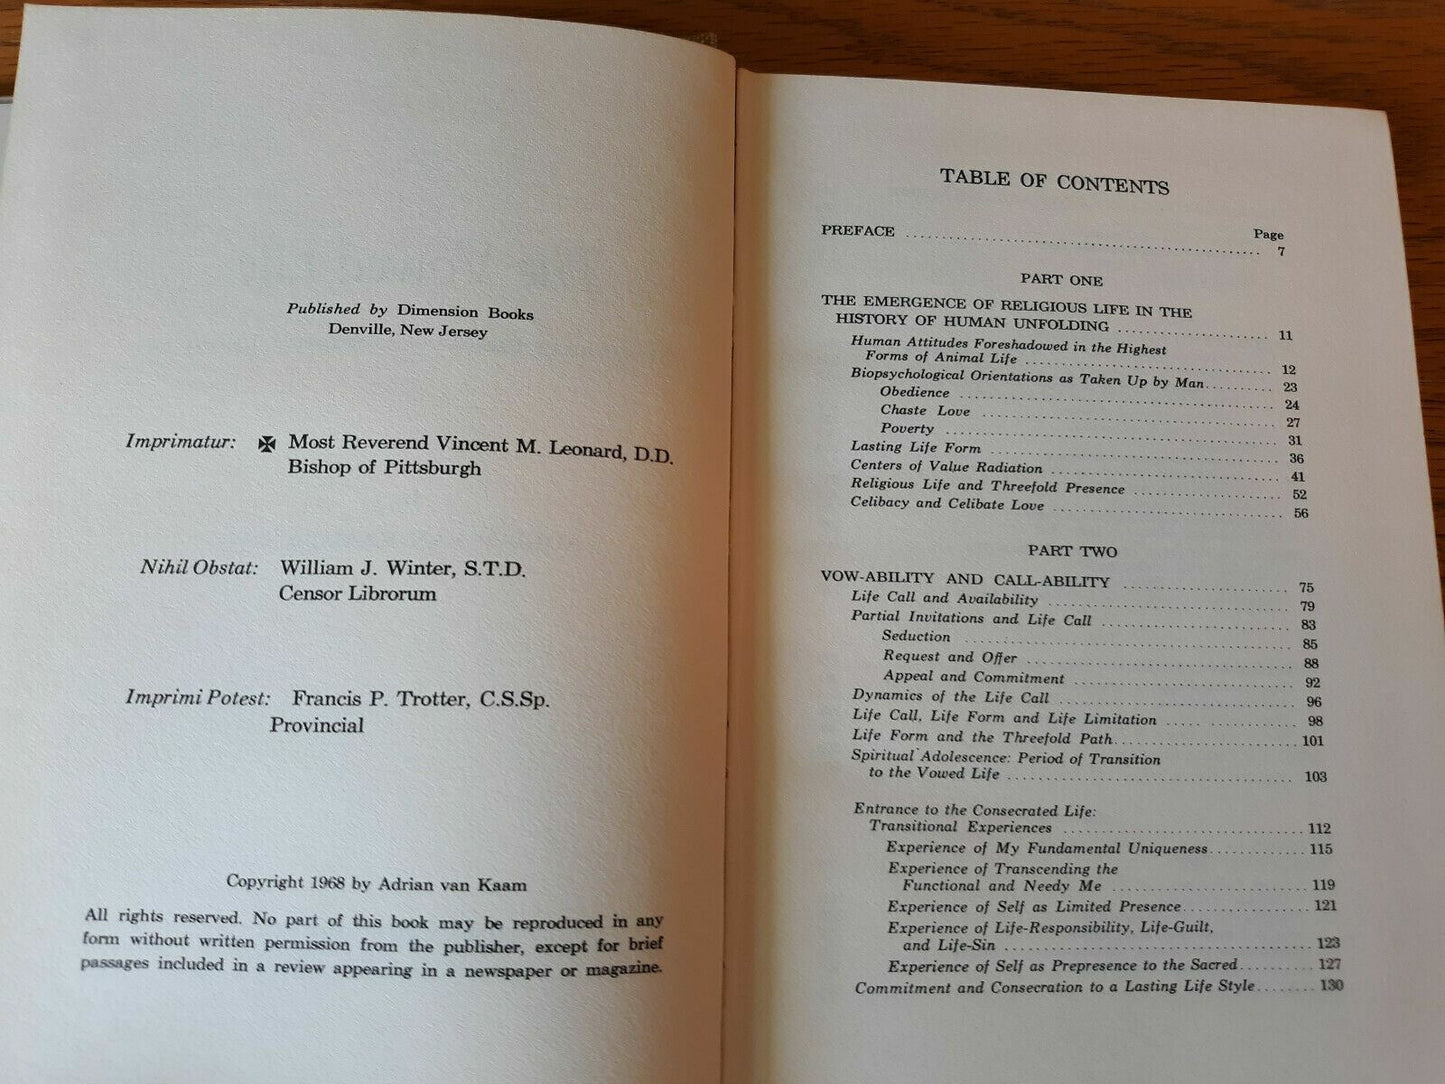 Published by Dimension Books
Denville, New Jersey
Imprimatur: ✠ Most Reverend Vincent M. Leonard, D.D.
Bishop of Pittsburgh
Nihil Obstat: William J. Winter, S.T.D.
Censor Librorum
Imprimi Potest: Francis P. Trotter, C.S.Sp.
Provincial
Copyright 1968 by Adrian van Kaam
All rights reserved. No part of this book may be reproduced in any
form without written permission from the publisher, except for brief
passages included in a review appearing in a newspaper or magazine.
TABLE OF CONTENTS
Page
PREFACE ........ 7
PART ONE
THE EMERGENCE OF RELIGIOUS LIFE IN THE
HISTORY OF HUMAN UNFOLDING ........ 11
Human Attitudes Foreshadowed in the Highest
Forms of Animal Life ........ 12
Biopsychological Orientations as Taken Up by Man ........ 23
Obedience ........ 24
Chaste Love ........ 27
Poverty ........ 31
Lasting Life Form ........ 36
Centers of Value Radiation ........ 41
Religious Life and Threefold Presence ........ 52
Celibacy and Celibate Love ........ 56
PART TWO
VOW-ABILITY AND CALL-ABILITY ........ 75
Life Call and Availability ........ 79
Partial Invitations and Life Call ........ 83
Seduction ........ 85
Request and Offer ........ 88
Appeal and Commitment ........ 92
Dynamics of the Life Call ........ 96
Life Call, Life Form and Life Limitation ........ 98
Life Form and the Threefold Path ........ 101
Spiritual Adolescence: Period of Transition
to the Vowed Life ........ 103
Entrance to the Consecrated Life:
Transitional Experiences ........ 112
Experience of My Fundamental Uniqueness ........ 115
Experience of Transcending the
Functional and Needy Me ........ 119
Experience of Self as Limited Presence ........ 121
Experience of Life-Responsibility, Life-Guilt,
and Life-Sin ........ 123
Experience of Self as Prepresence to the Sacred ........ 127
Commitment and Consecration to a Lasting Life Style ........ 130